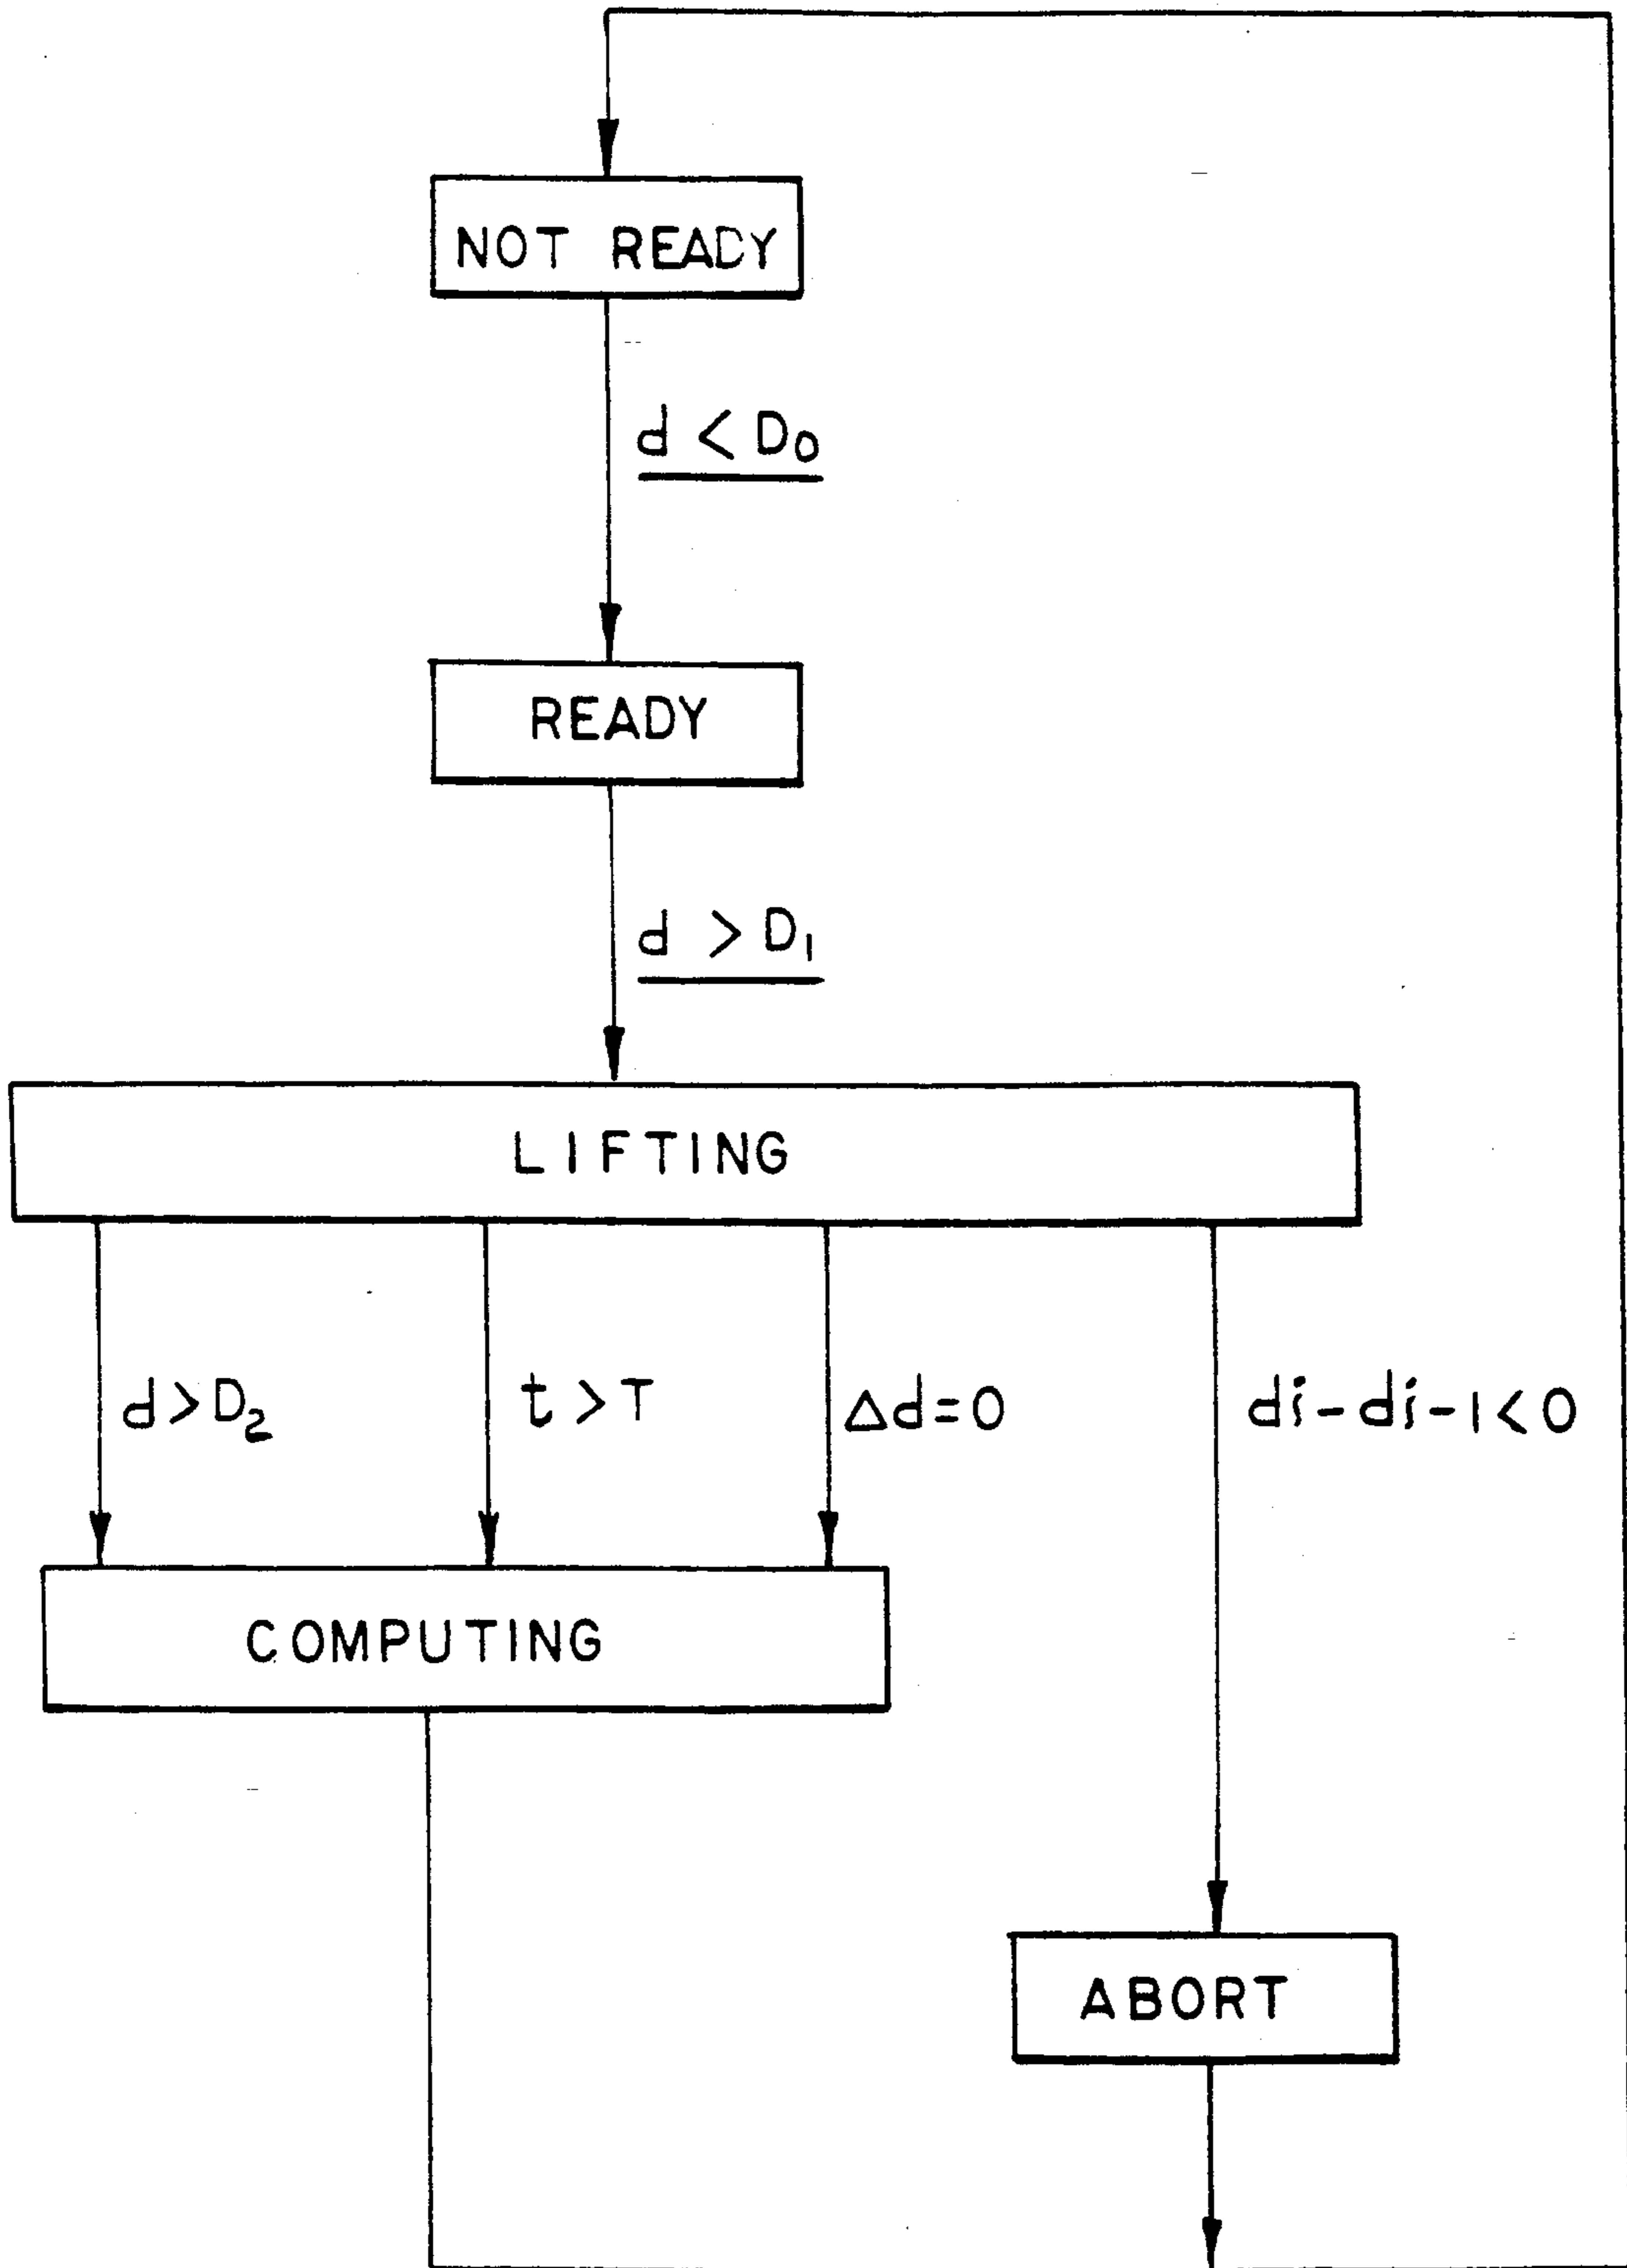 NOT READY
d < D₀
READY
d > D₁
LIFTING
d > D₂
t > T
Δd=0
di-di-1<0
COMPUTING
ABORT